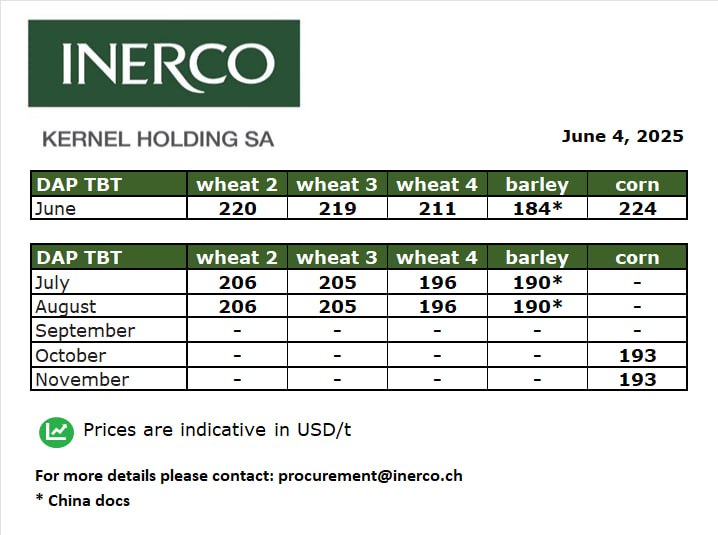 INERCO
KERNEL HOLDING SA
June 4, 2025
DAP TBT wheat 2 wheat 3 wheat 4 barley corn
June 220 219 211 184* 224
DAP TBT wheat 2 wheat 3 wheat 4 barley corn
July 206 205 196 190* -
August 206 205 196 190* -
September - - - - -
October - - - - 193
November - - - - 193
Prices are indicative in USD/t
For more details please contact: procurement@inerco.ch
* China docs